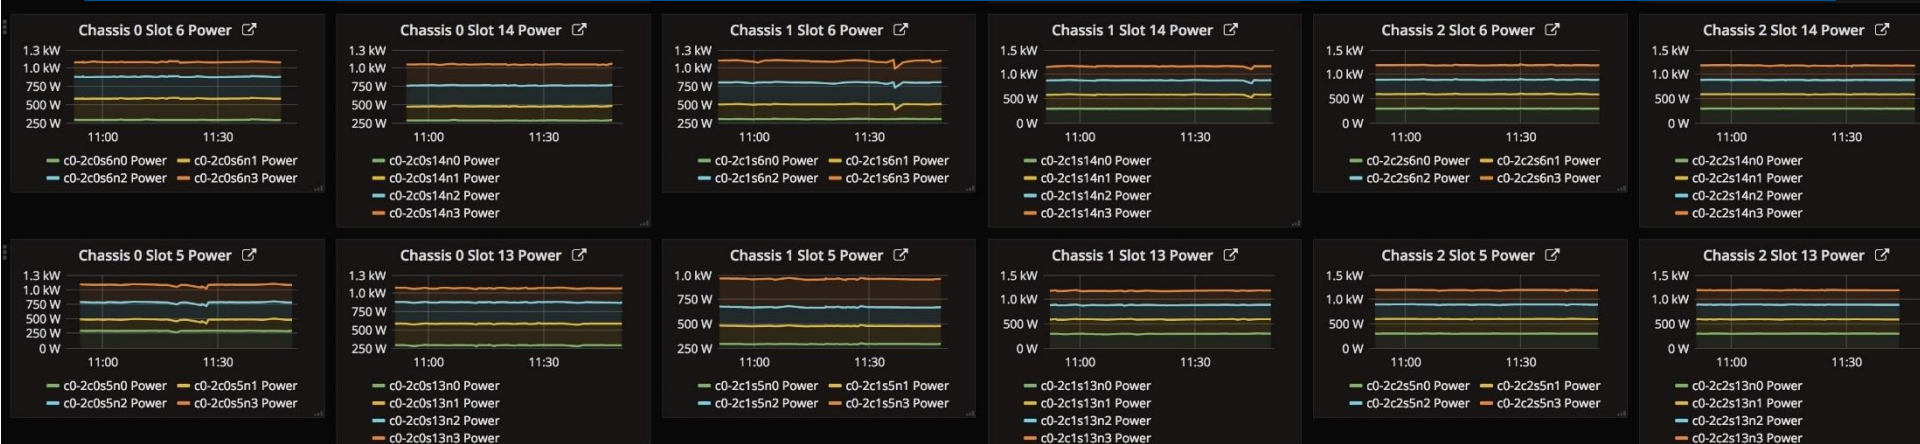 Chassis 0 Slot 6 Power
1.3 kW
1.0 kW
750 W
500 W
250 W
11:00 11:30
c0-2c0s6n0 Power c0-2c0s6n1 Power
c0-2c0s6n2 Power c0-2c0s6n3 Power
Chassis 0 Slot 14 Power
1.3 kW
1.0 kW
750 W
500 W
250 W
11:00 11:30
c0-2c0s14n0 Power
c0-2c0s14n1 Power
c0-2c0s14n2 Power
c0-2c0s14n3 Power
Chassis 1 Slot 6 Power
1.3 kW
1.0 kW
750 W
500 W
250 W
11:00 11:30
c0-2c1s6n0 Power c0-2c1s6n1 Power
c0-2c1s6n2 Power c0-2c1s6n3 Power
Chassis 1 Slot 14 Power
1.5 kW
1.0 kW
500 W
0 W
11:00 11:30
c0-2c1s14n0 Power
c0-2c1s14n1 Power
c0-2c1s14n2 Power
c0-2c1s14n3 Power
Chassis 2 Slot 6 Power
1.5 kW
1.0 kW
500 W
0 W
11:00 11:30
c0-2c2s6n0 Power c0-2c2s6n1 Power
c0-2c2s6n2 Power c0-2c2s6n3 Power
Chassis 2 Slot 14 Power
1.5 kW
1.0 kW
500 W
0 W
11:00 11:30
c0-2c2s14n0 Power
c0-2c2s14n1 Power
c0-2c2s14n2 Power
c0-2c2s14n3 Power
Chassis 0 Slot 5 Power
1.3 kW
1.0 kW
750 W
500 W
250 W
0 W
11:00 11:30
c0-2c0s5n0 Power c0-2c0s5n1 Power
c0-2c0s5n2 Power c0-2c0s5n3 Power
Chassis 0 Slot 13 Power
1.3 kW
1.0 kW
750 W
500 W
250 W
11:00 11:30
c0-2c0s13n0 Power
c0-2c0s13n1 Power
c0-2c0s13n2 Power
c0-2c0s13n3 Power
Chassis 1 Slot 5 Power
1.0 kW
750 W
500 W
250 W
11:00 11:30
c0-2c1s5n0 Power c0-2c1s5n1 Power
c0-2c1s5n2 Power c0-2c1s5n3 Power
Chassis 1 Slot 13 Power
1.5 kW
1.0 kW
500 W
0 W
11:00 11:30
c0-2c1s13n0 Power
c0-2c1s13n1 Power
c0-2c1s13n2 Power
c0-2c1s13n3 Power
Chassis 2 Slot 5 Power
1.5 kW
1.0 kW
500 W
0 W
11:00 11:30
c0-2c2s5n0 Power c0-2c2s5n1 Power
c0-2c2s5n2 Power c0-2c2s5n3 Power
Chassis 2 Slot 13 Power
1.5 kW
1.0 kW
500 W
0 W
11:00 11:30
c0-2c2s13n0 Power
c0-2c2s13n1 Power
c0-2c2s13n2 Power
c0-2c2s13n3 Power